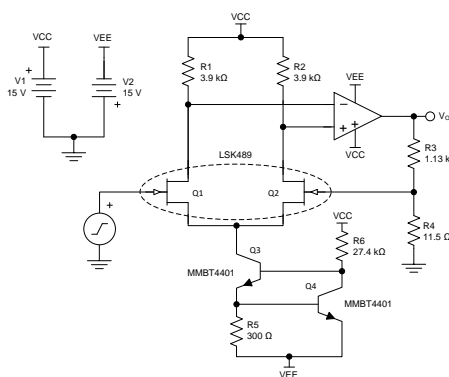 VCC
VCC
VEE
R1
3.9 kΩ
R2
3.9 kΩ
V1
15 V
V2
15 V
+
+
VEE
−
+
VCC
VO
R3
1.13 k
LSK489
Q1
Q2
+
VCC
R4
11.5 Ω
R6
27.4 kΩ
Q3
MMBT4401
Q4
MMBT4401
R5
300 Ω
VEE